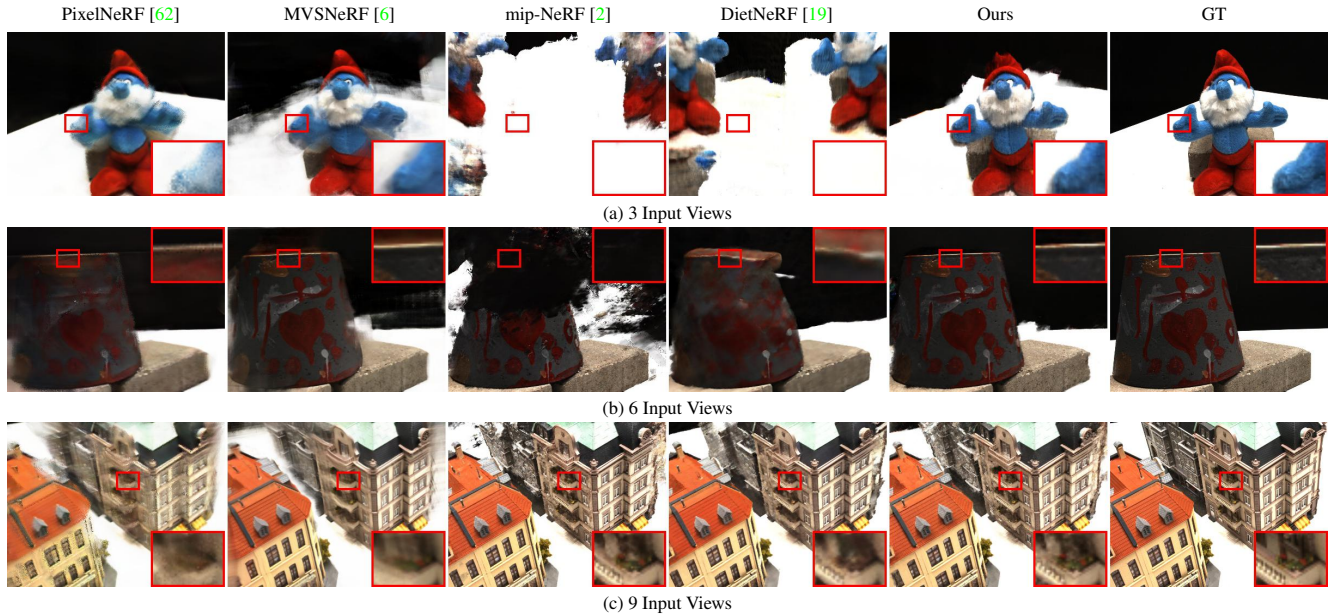 PixelNeRF [62] MVSNeRF [6] mip-NeRF [2] DietNeRF [19] Ours GT
(a) 3 Input Views
(b) 6 Input Views
(c) 9 Input Views